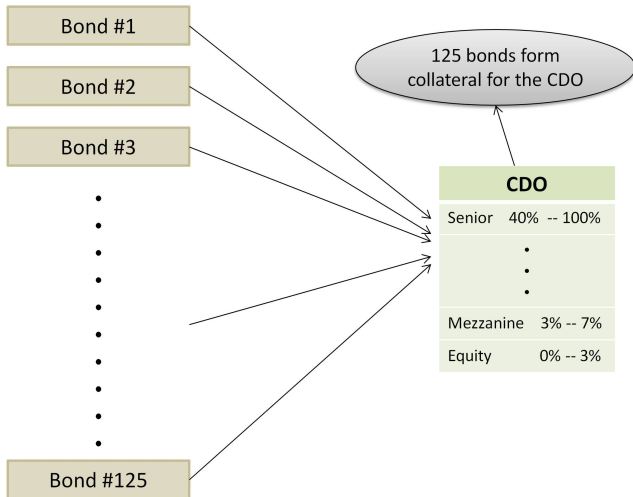 Bond #1
Bond #2
Bond #3
Bond #125
125 bonds form
collateral for the CDO
CDO
Senior 40% -- 100%
Mezzanine 3% -- 7%
Equity 0% -- 3%